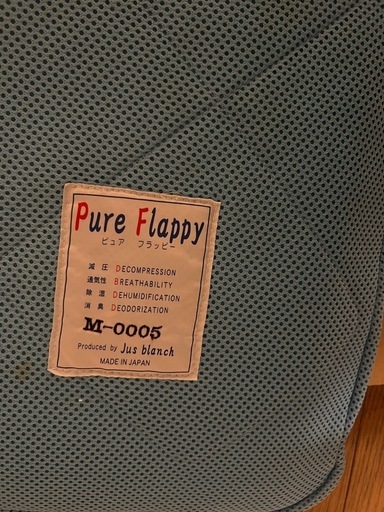 Pure Flappy
ピュア フラッピー
減 圧 DECOMPRESSION
通気性 BREATHABILITY
除 湿 DEHUMIDIFICATION
消 臭 DEODORIZATION
M-0005
Produced by Jus blanch
MADE IN JAPAN